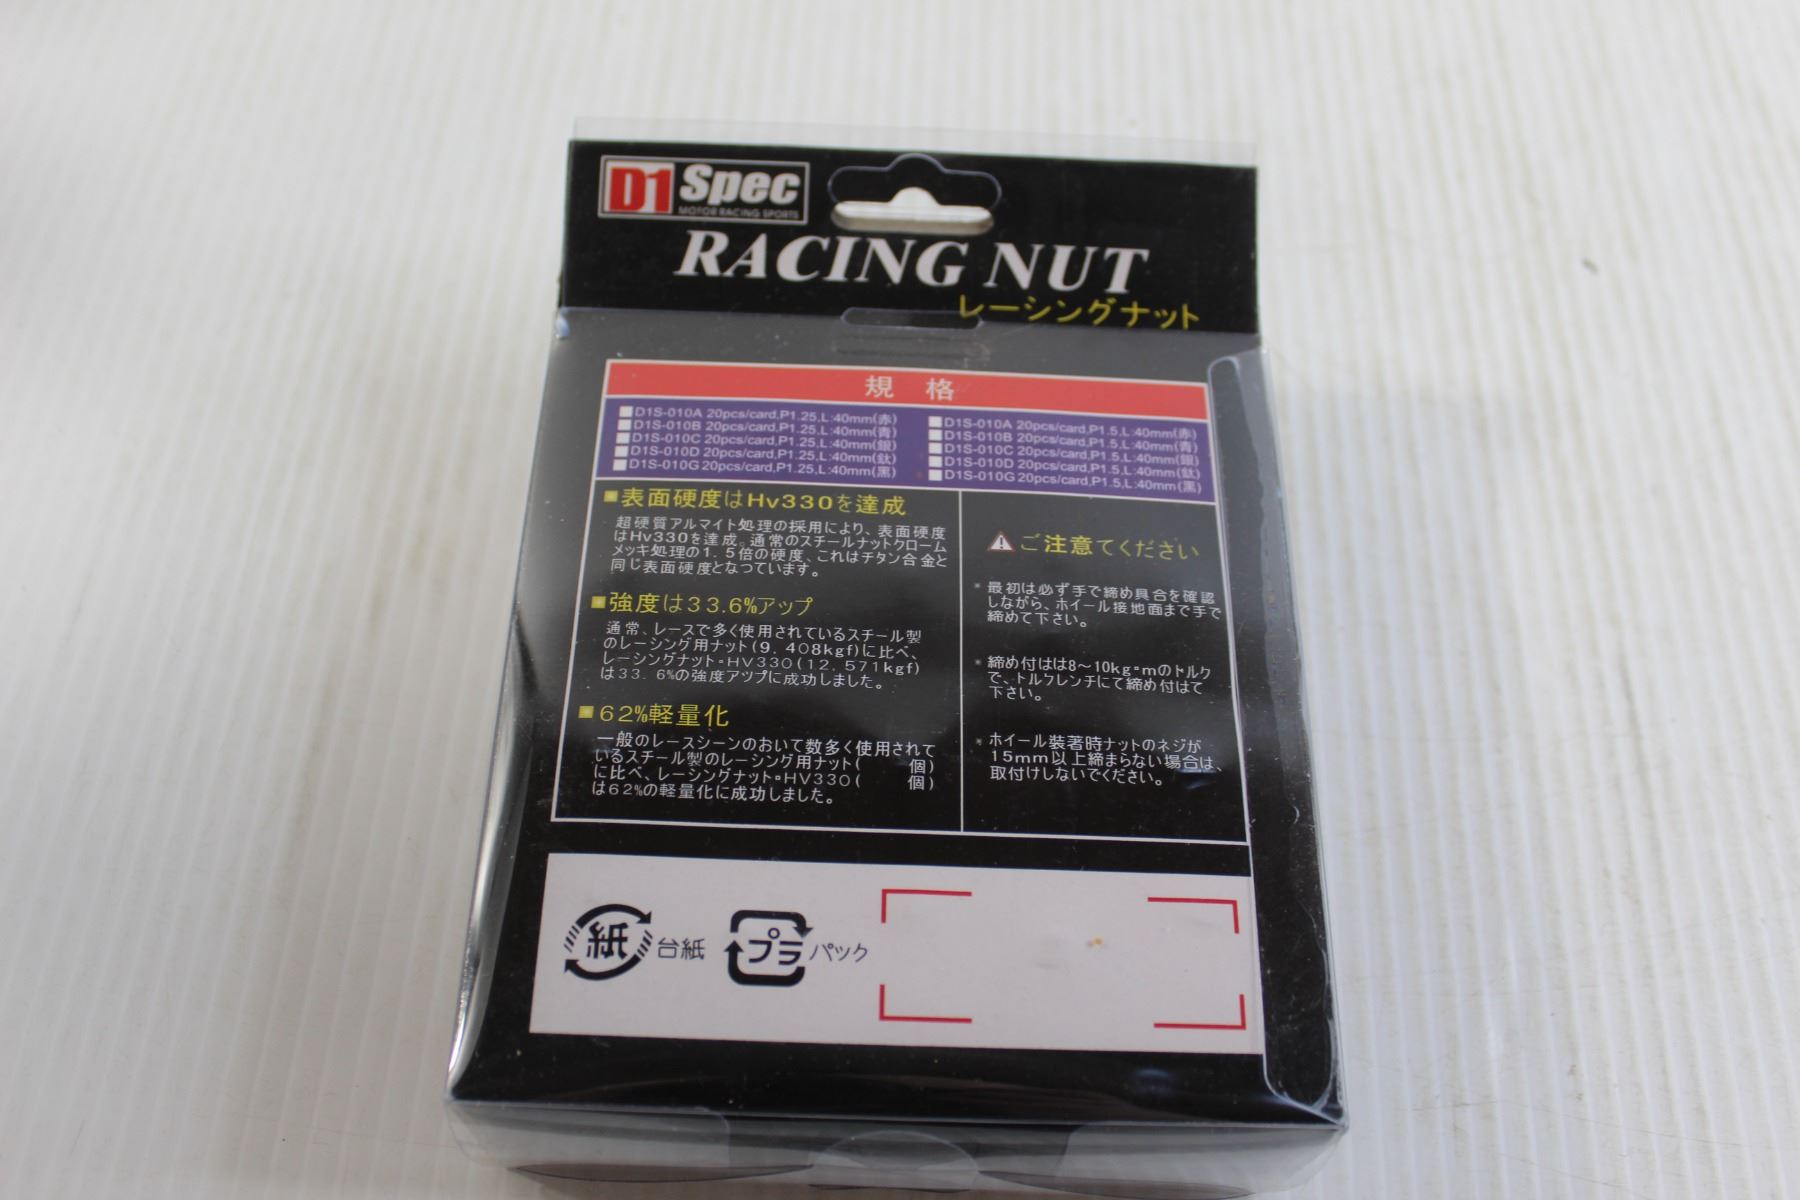 D1 Spec
MOTOR RACING SPORTS
RACING NUT
レーシングナット
規 格
D1S-010A 20pcs/card,P1.25,L:40mm(赤)
D1S-010B 20pcs/card,P1.25,L:40mm(青)
D1S-010C 20pcs/card,P1.25,L:40mm(銀)
D1S-010D 20pcs/card,P1.25,L:40mm(鈦)
D1S-010G 20pcs/card,P1.25,L:40mm(黑)
D1S-010A 20pcs/card,P1.5,L:40mm(赤)
D1S-010B 20pcs/card,P1.5,L:40mm(青)
D1S-010C 20pcs/card,P1.5,L:40mm(銀)
D1S-010D 20pcs/card,P1.5,L:40mm(鈦)
D1S-010G 20pcs/card,P1.5,L:40mm(黑)
表面硬度はHv330を達成
超硬質アルマイト処理の採用により、表面硬度
はHv330を達成。通常のスチールナットクローム
メッキ処理の1.5倍の硬度、これはチタン合金と
同じ表面硬度となつています。
強度は33.6%アップ
通常、レースで多く使用されているスチール製
のレーシング用ナット(9,408kgf)に比べ、
レーシングナット・HV330(12,571kgf)
は33.6%の強度アップに成功しました。
62%軽量化
一般のレースシーンのおいて数多く使用されて
いるスチール製のレーシング用ナット( 個)
に比べ、レーシングナット・HV330( 個)
は62%の軽量化に成功しました。
ご注意てください
* 最初は必ず手で締め具合を確認
しながら、ホイール接地面まで手で
締めて下さい。
* 締め付はは8～10kg・mのトルク
で、トルフレンチにて締め付はて
下さい。
* ホイール装著時ナットのネジが
15mm以上締まらない場合は、
取付けしないでください。
紙 台紙 プラ パック